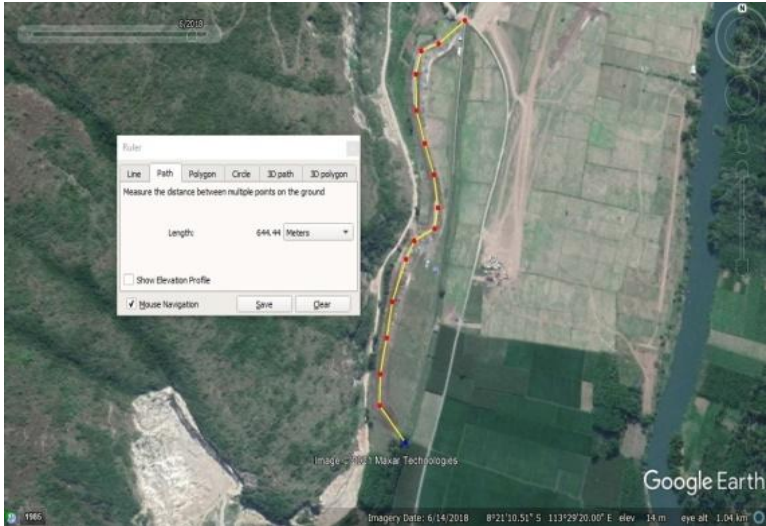 6/2018
N
Ruler
Line Path Polygon Circle 3D path 3D polygon
Measure the distance between multiple points on the ground
Length: 644.44 Meters
Show Elevation Profile
Mouse Navigation Save Clear
Image © 2021 Maxar Technologies
Google Earth
1985 Imagery Date: 6/14/2018 8°21'10.51" S 113°29'20.00" E elev 14 m eye alt 1.04 km